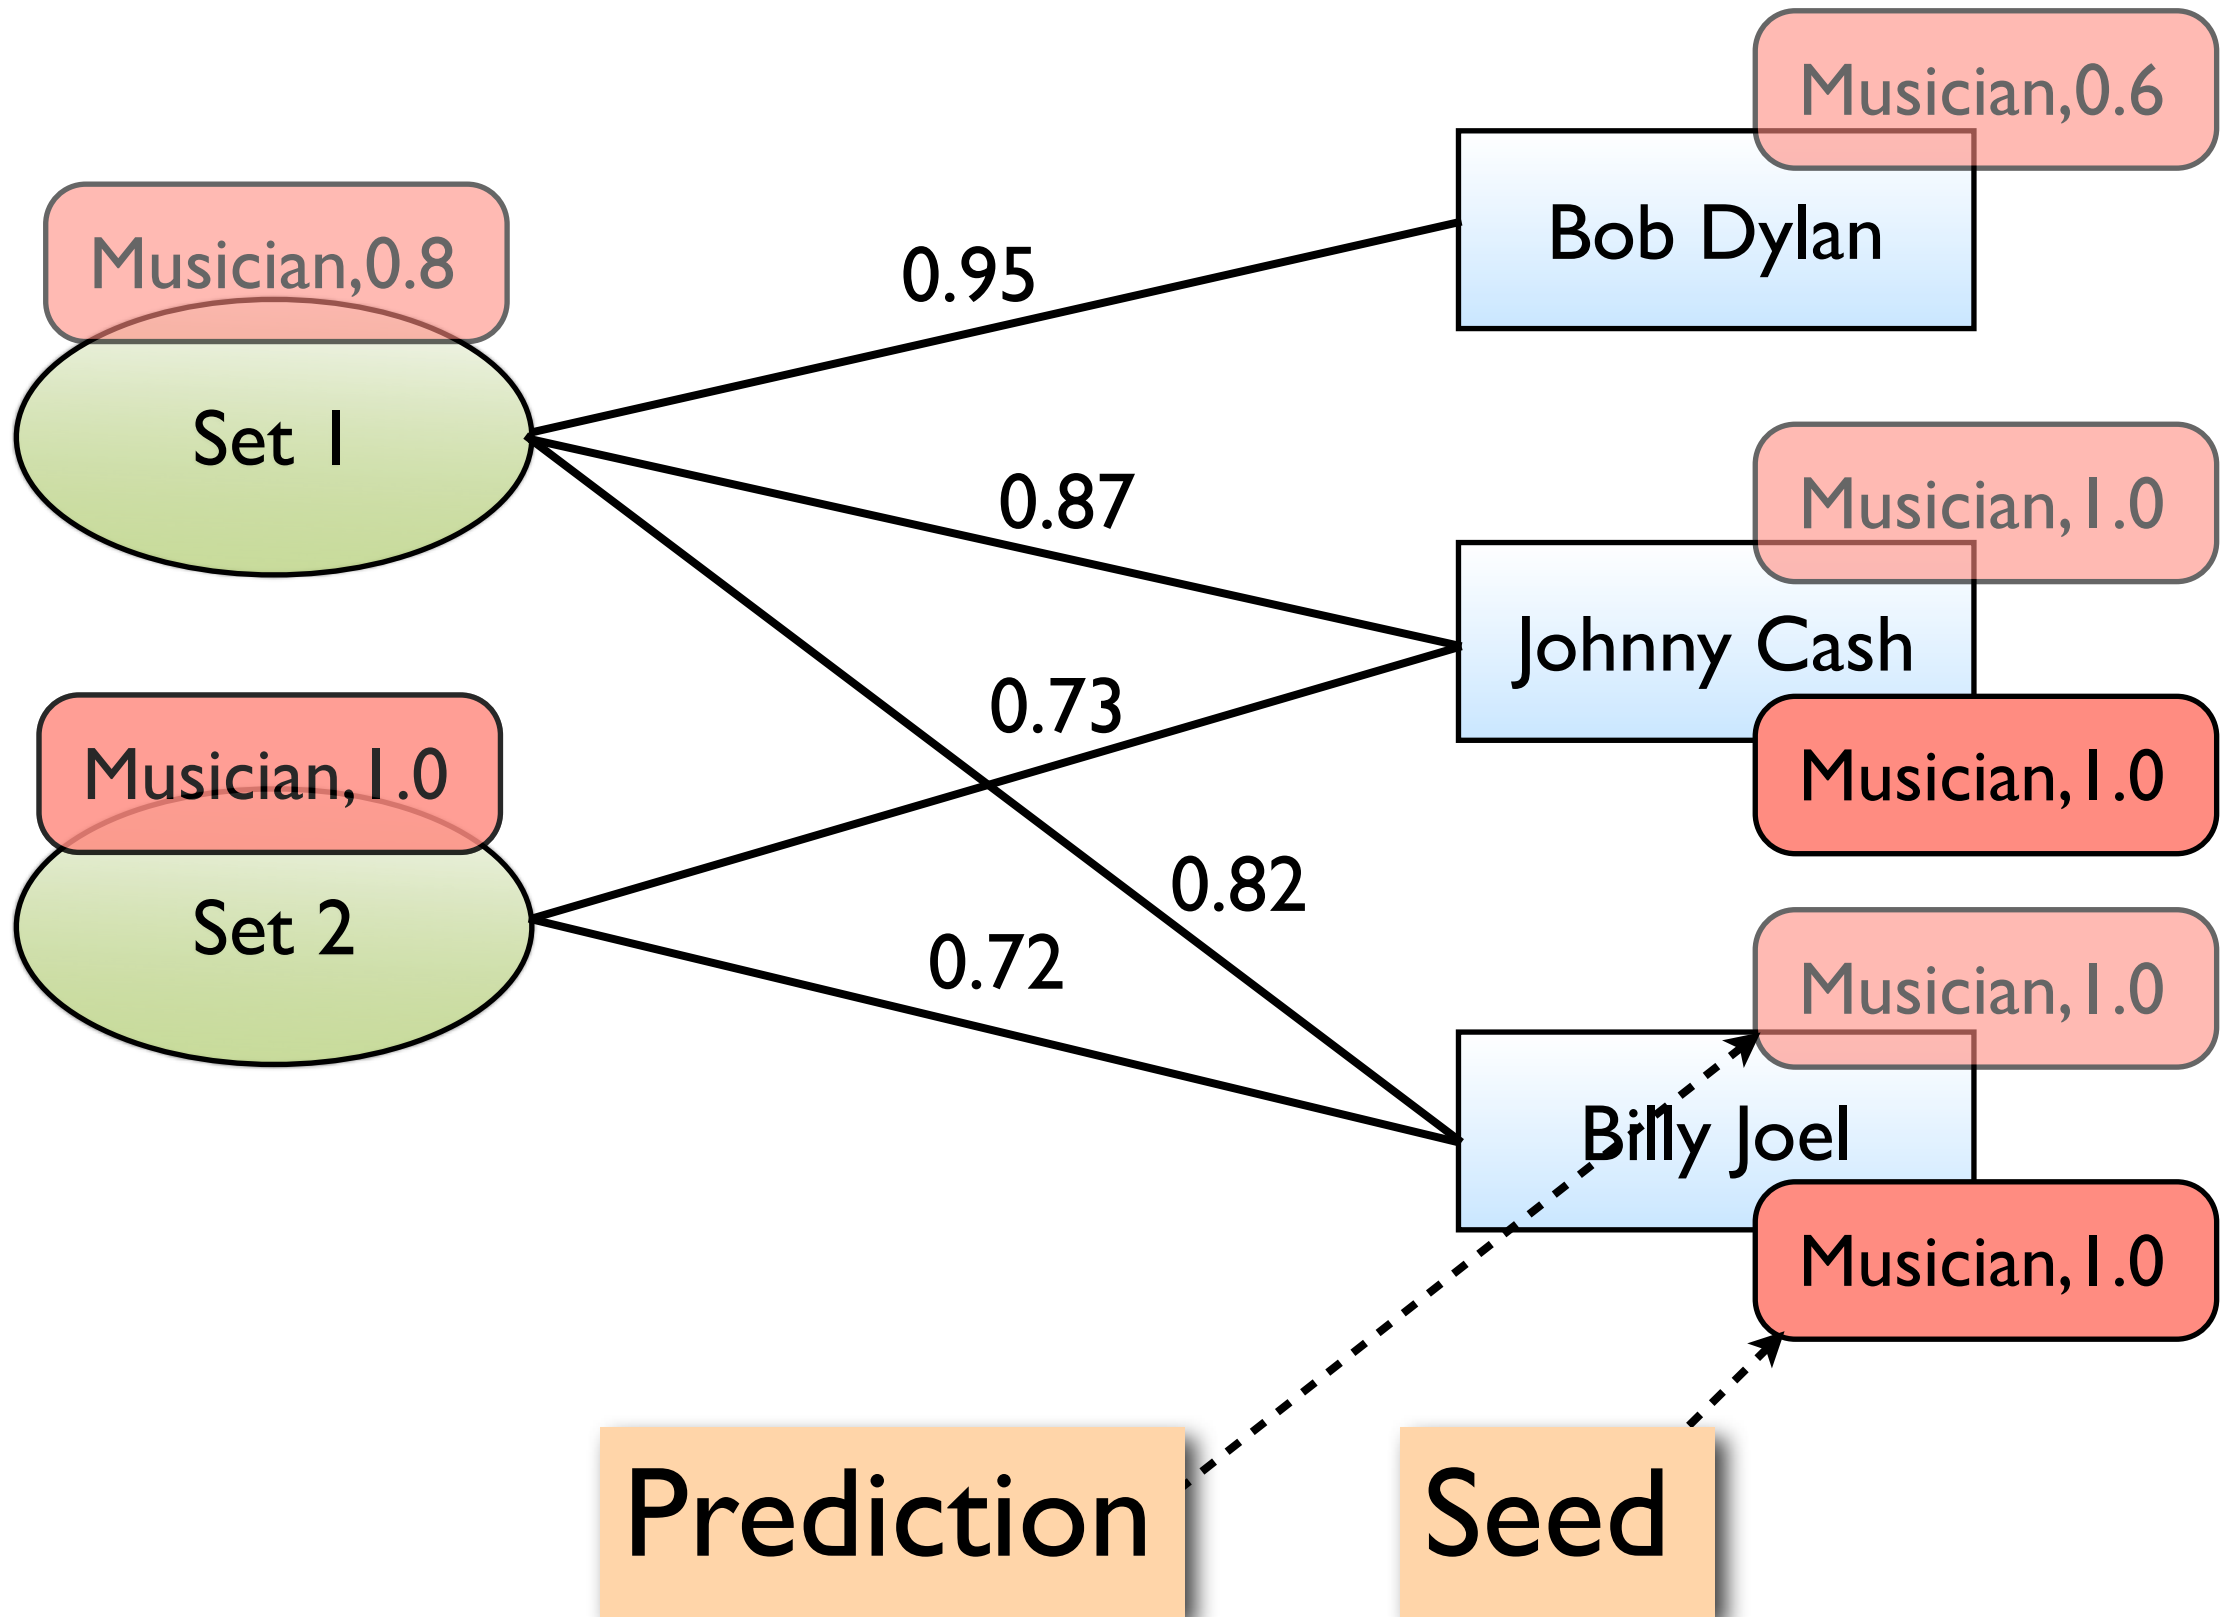 Musician,0.6
Bob Dylan
Musician,0.8
0.95
Set 1
Musician,1.0
0.87
Johnny Cash
0.73
Musician,1.0
Musician,1.0
0.82
Set 2
0.72
Musician,1.0
Billy Joel
Musician,1.0
Prediction
Seed